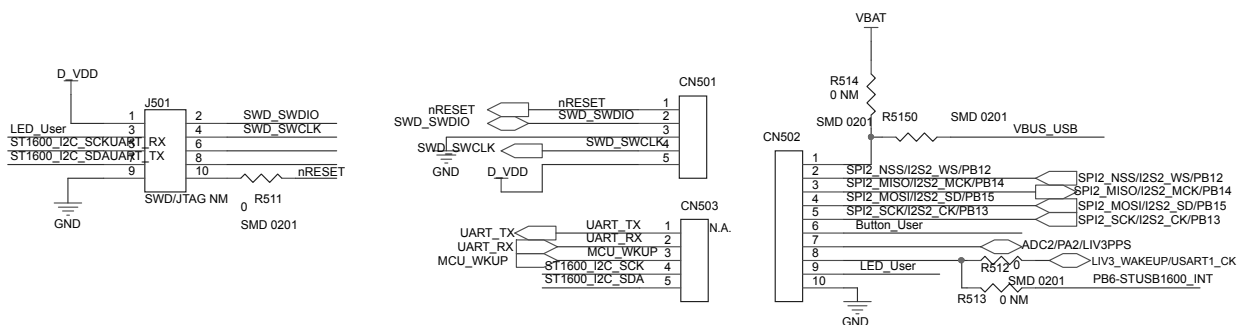 VBAT
D_VDD
J501
1 2 SWD_SWDIO
LED_User 3 4 SWD_SWCLK
ST1600_I2C_SCKUART_RX 5 6
ST1600_I2C_SDAUART_TX 7 8
9 10 nRESET
R511
0
SMD 0201
SWD/JTAG NM
GND
CN501
nRESET nRESET 1
SWD_SWDIO SWD_SWDIO 2
3
SWD_SWCLK SWD_SWCLK 4
GND
D_VDD 5
CN503
UART_TX UART_TX 1 N.A.
UART_RX UART_RX 2
MCU_WKUP MCU_WKUP 3
ST1600_I2C_SCK 4
ST1600_I2C_SDA 5
R514
0 NM
SMD 0201
R5150 SMD 0201
VBUS_USB
CN502
1
2 SPI2_NSS/I2S2_WS/PB12 SPI2_NSS/I2S2_WS/PB12
3 SPI2_MISO/I2S2_MCK/PB14 SPI2_MISO/I2S2_MCK/PB14
4 SPI2_MOSI/I2S2_SD/PB15 SPI2_MOSI/I2S2_SD/PB15
5 SPI2_SCK/I2S2_CK/PB13 SPI2_SCK/I2S2_CK/PB13
6 Button_User
7 ADC2/PA2/LIV3PPS
8 R512 0 LIV3_WAKEUP/USART1_CK
9 LED_User
SMD 0201 PB6-STUSB1600_INT
10
R513 0 NM
GND